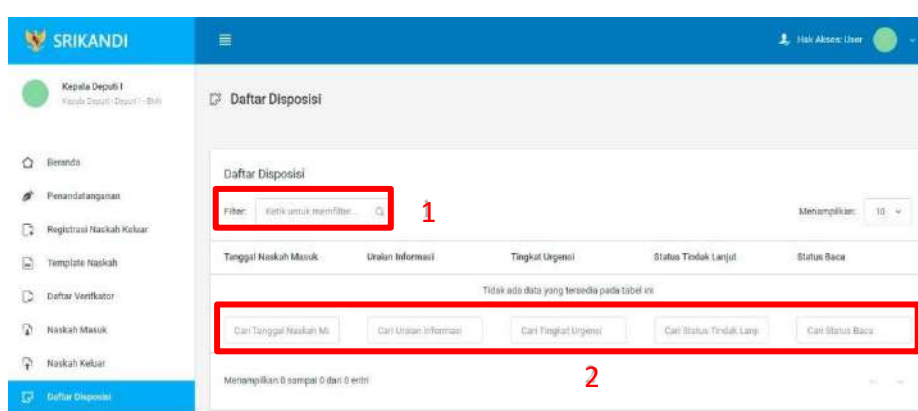 SRIKANDI
Hak Akses: User
Kepala Deputi I
Daftar Disposisi
Beranda
Penandatanganan
Registrasi Naskah Keluar
Template Naskah
Daftar Verifikator
Naskah Masuk
Naskah Keluar
Daftar Disposisi
Daftar Disposisi
Filter: Ketik untuk memfilter... 1 Menampilkan: 10
Tanggal Naskah Masuk Uraian Informasi Tingkat Urgensi Status Tindak Lanjut Status Baca
Tidak ada data yang tersedia pada tabel ini
Cari Tanggal Naskah Ma Cari Uraian Informasi Cari Tingkat Urgensi Cari Status Tindak Lanju Cari Status Baca
Menampilkan 0 sampai 0 dari 0 entri 2